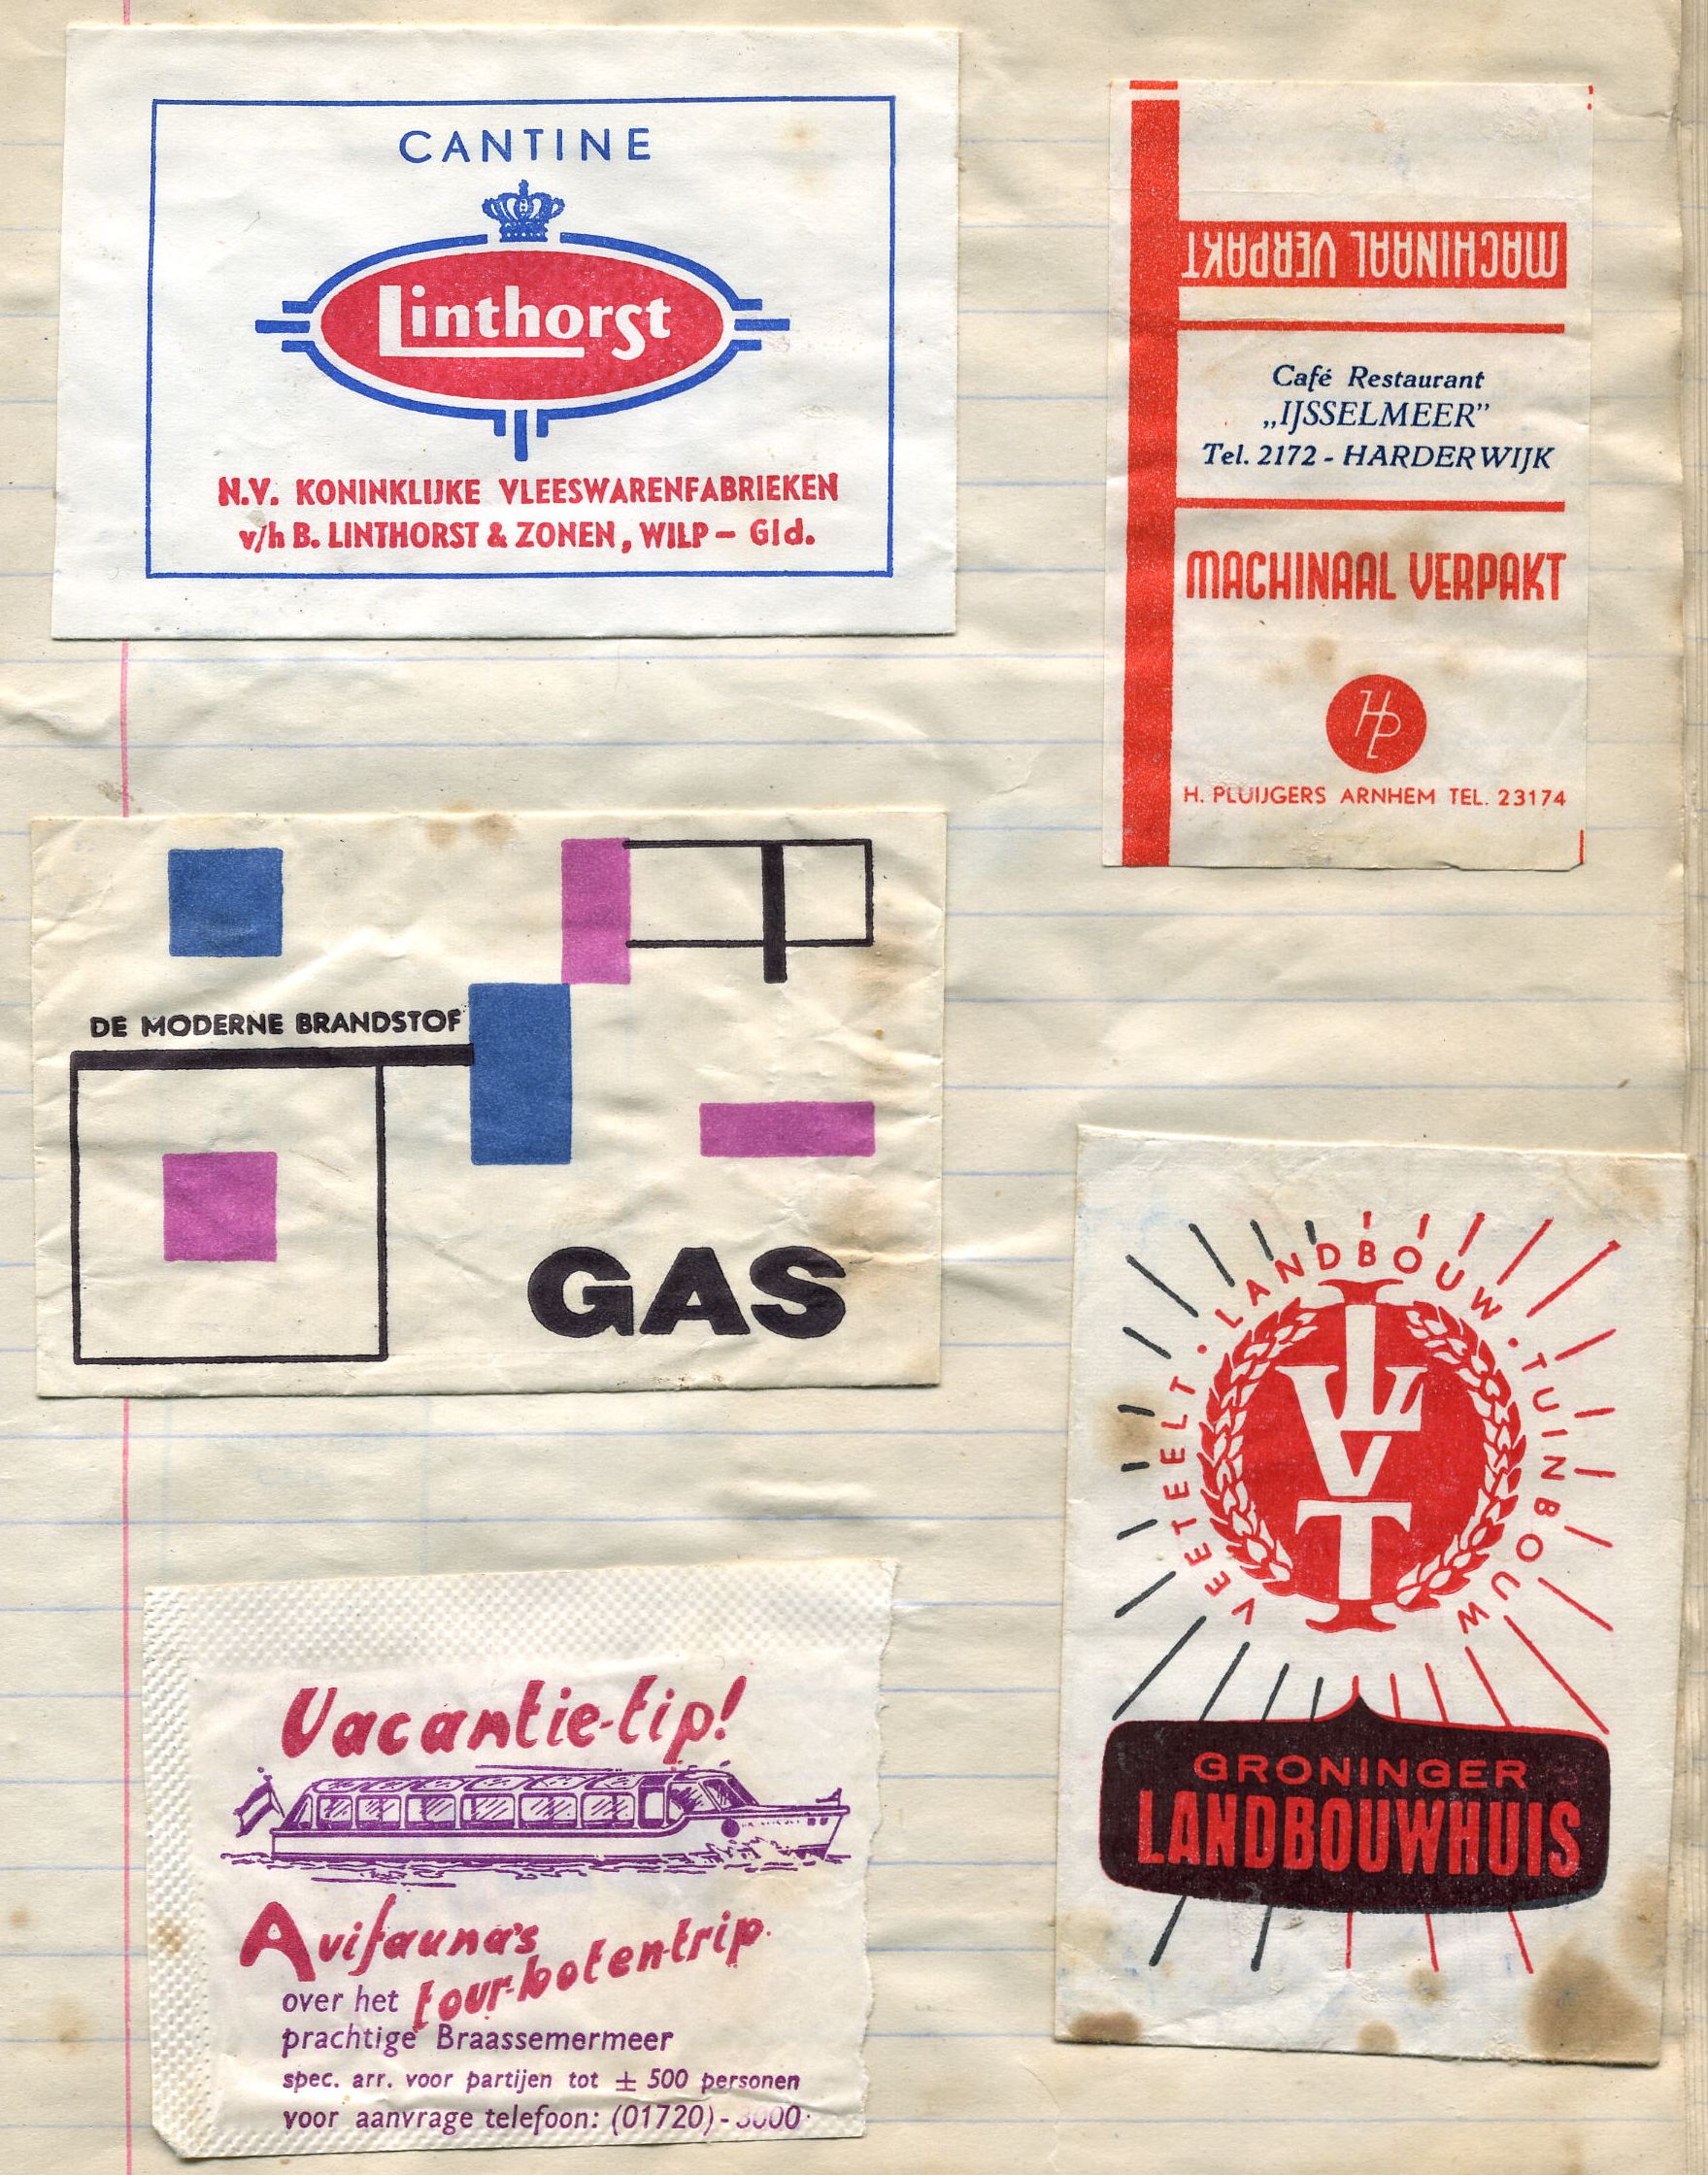 CANTINE
Linthorst
N.V. KONINKLIJKE VLEESWARENFABRIEKEN
v/h B. LINTHORST & ZONEN, WILP – Gld.
MACHINAAL VERPAKT
Café Restaurant
„IJSSELMEER”
Tel. 2172 - HARDERWIJK
MACHINAAL VERPAKT
HP
H. PLUIJGERS ARNHEM TEL. 23174
DE MODERNE BRANDSTOF
GAS
VEETEELT · LANDBOUW · TUINBOUW
LVT
GRONINGER
LANDBOUWHUIS
Vacantie-tip!
Avifauna's
tour-boten-trip
over het
prachtige Braassemermeer
spec. arr. voor partijen tot ± 500 personen
voor aanvrage telefoon: (01720) -